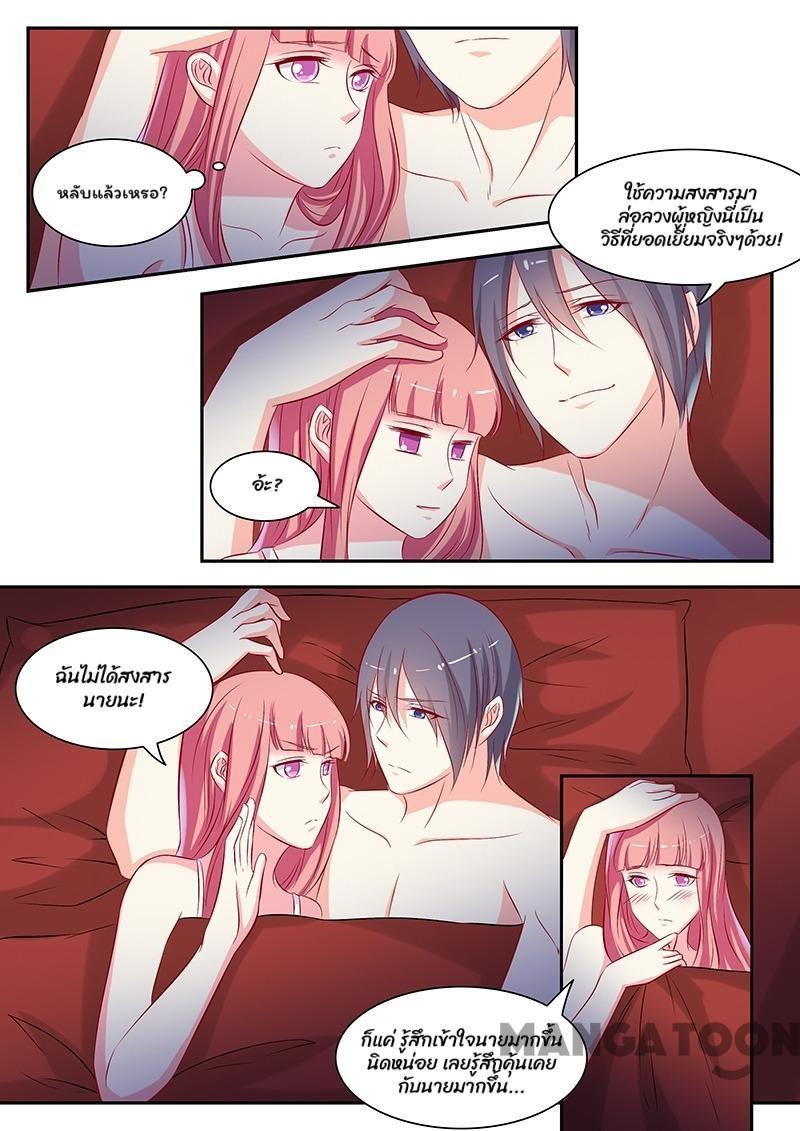 หลับแล้วเหรอ?
ใช้ความสงสารมา
ล่อลวงผู้หญิงนี่เป็น
วิธีที่ยอดเยี่ยมจริงๆด้วย!
อ้ะ?
ฉันไม่ได้สงสาร
นายนะ!
ก็แค่ รู้สึกเข้าใจนายมากขึ้น
นิดหน่อย เลยรู้สึกคุ้นเคย
กับนายมากขึ้น...
MANGATOON